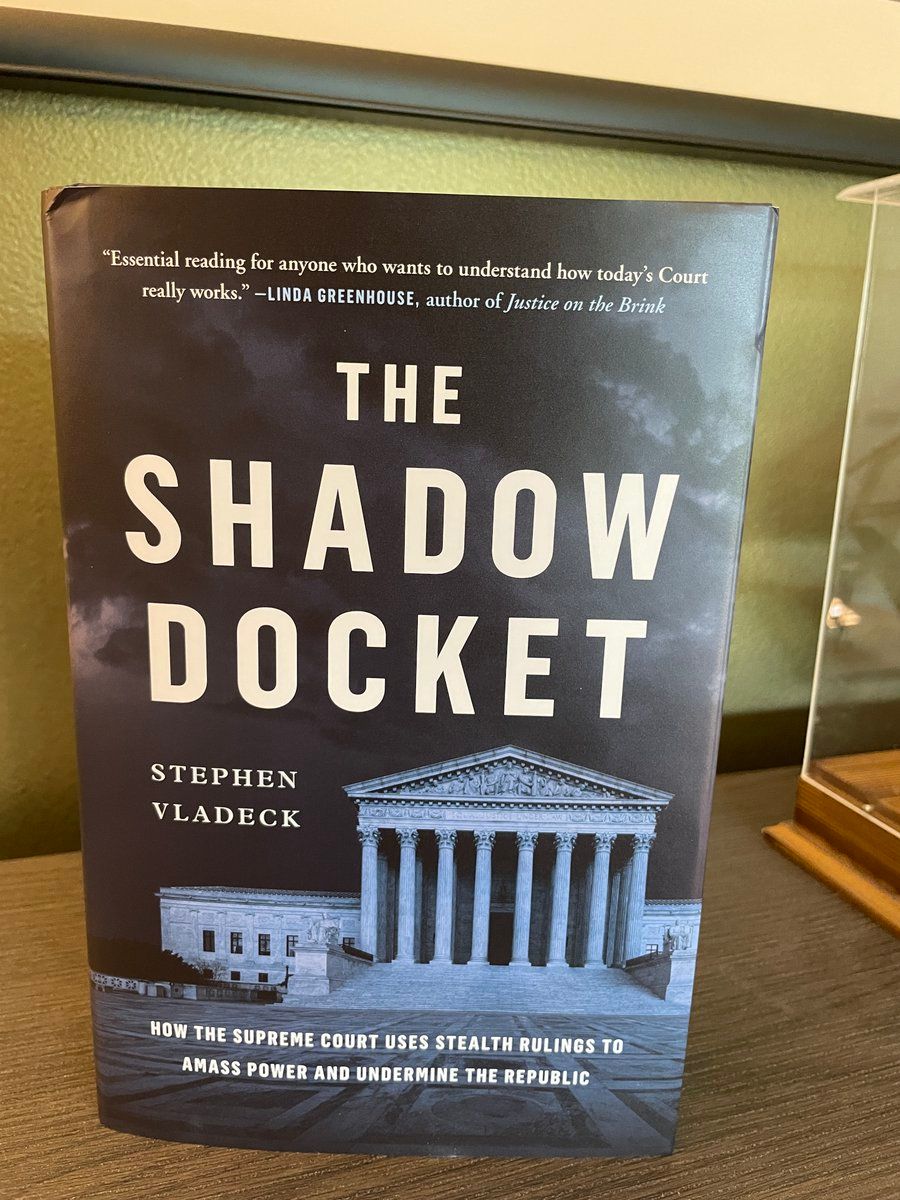 “Essential reading for anyone who wants to understand how today’s Court
really works.” —LINDA GREENHOUSE, author of Justice on the Brink
THE
SHADOW
DOCKET
STEPHEN
VLADECK
HOW THE SUPREME COURT USES STEALTH RULINGS TO
AMASS POWER AND UNDERMINE THE REPUBLIC